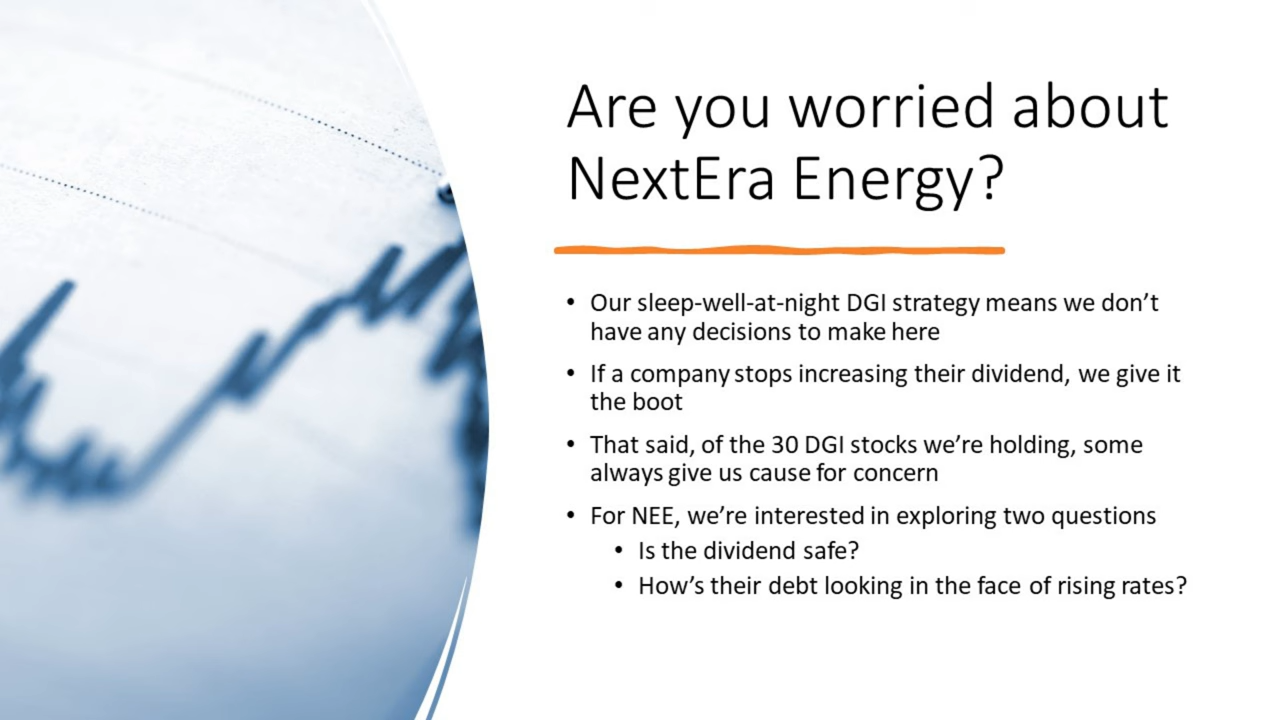 Are you worried about
NextEra Energy?
• Our sleep-well-at-night DGI strategy means we don’t
have any decisions to make here
• If a company stops increasing their dividend, we give it
the boot
• That said, of the 30 DGI stocks we’re holding, some
always give us cause for concern
• For NEE, we’re interested in exploring two questions
• Is the dividend safe?
• How’s their debt looking in the face of rising rates?